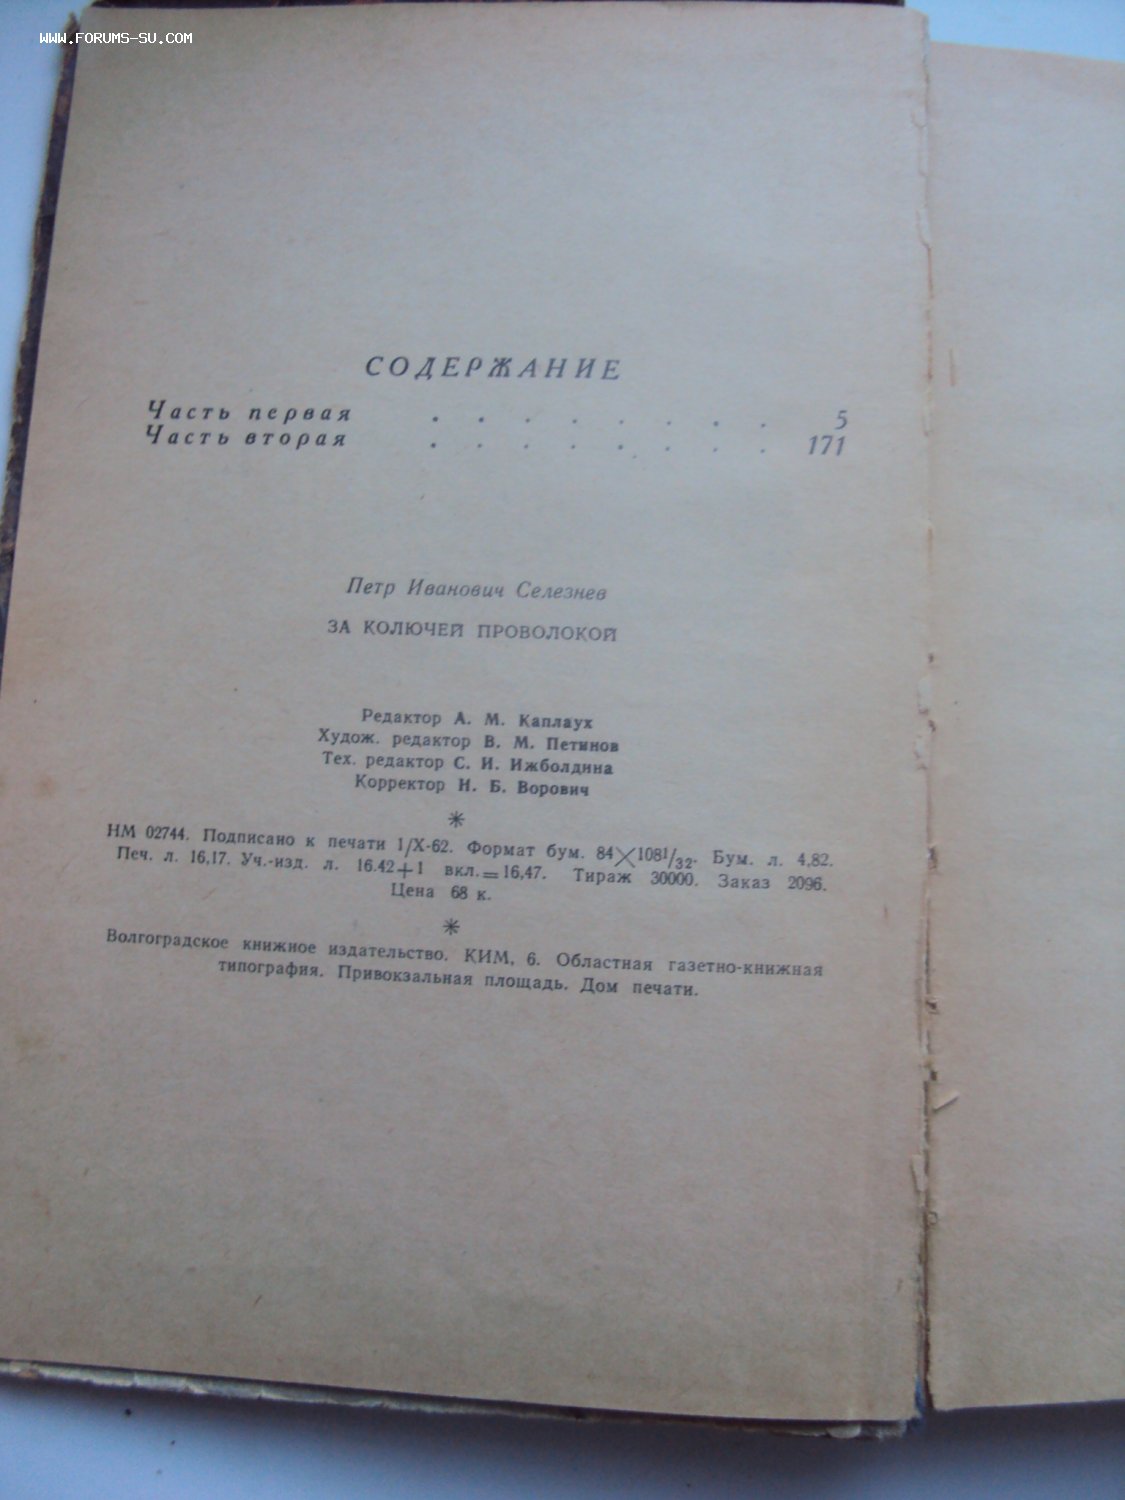 www.FORUMS-SU.COM
СОДЕРЖАНИЕ
Часть первая . . . . . . . . 5
Часть вторая . . . . . . . . 171
Петр Иванович Селезнев
ЗА КОЛЮЧЕЙ ПРОВОЛОКОЙ
Редактор А. М. Каплаух
Худож. редактор В. М. Петинов
Тех. редактор С. И. Ижболдина
Корректор Н. Б. Ворович
*
НМ 02744. Подписано к печати 1/X-62. Формат бум. 84×108¹/₃₂. Бум. л. 4,82.
Печ. л. 16,17. Уч.-изд. л. 16.42+1 вкл.=16,47. Тираж 30000. Заказ 2096.
Цена 68 к.
*
Волгоградское книжное издательство. КИМ, 6. Областная газетно-книжная
типография. Привокзальная площадь. Дом печати.